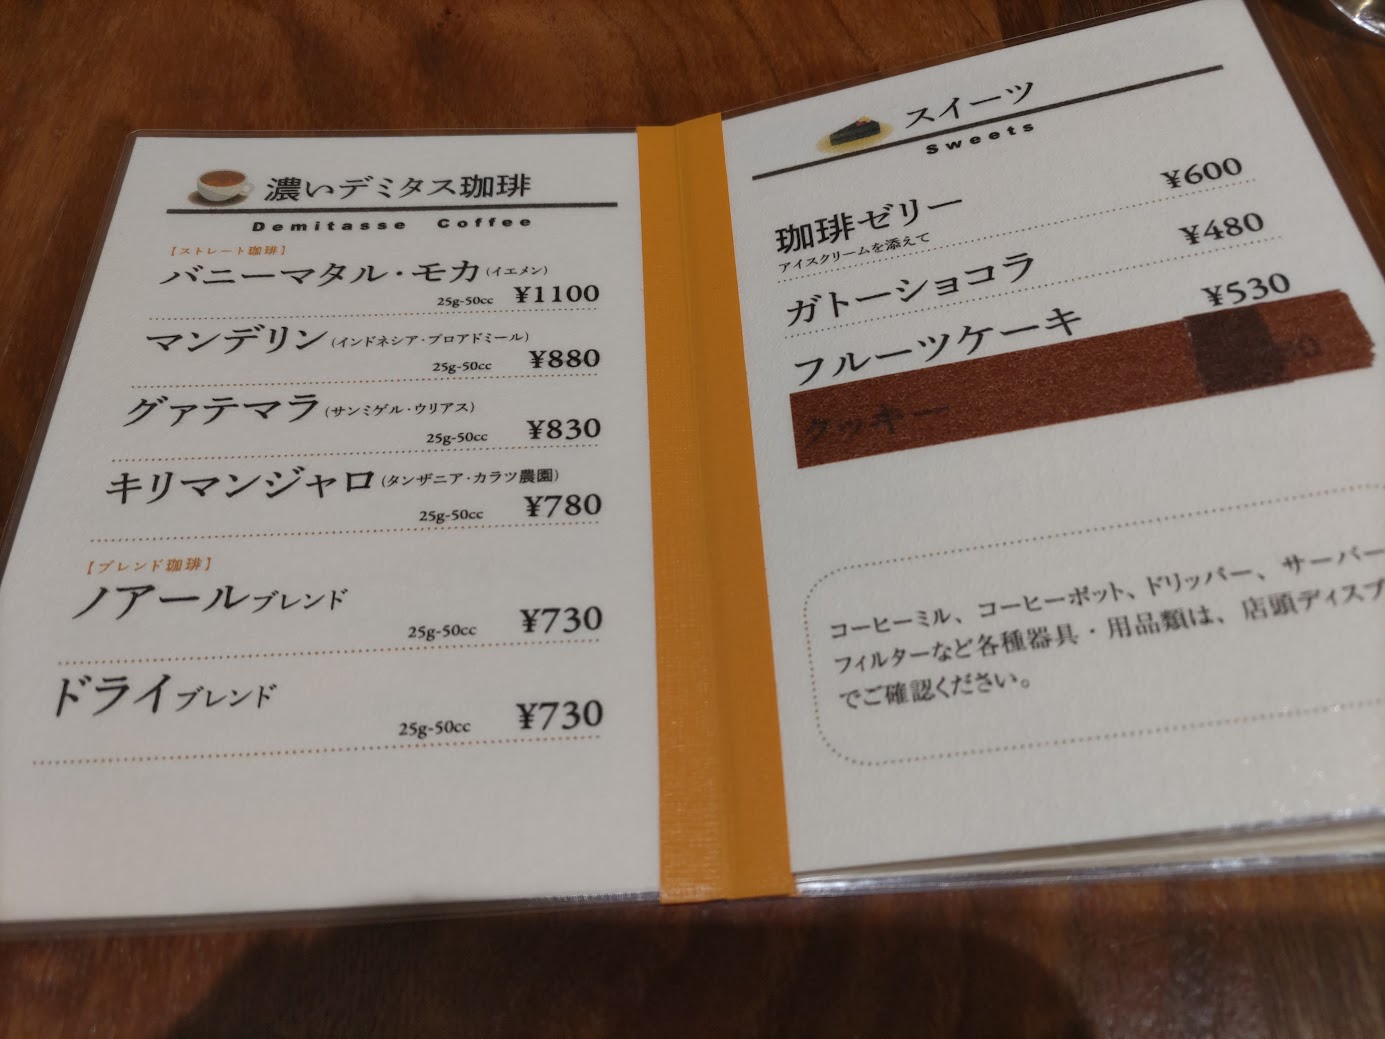 濃いデミタス珈琲
Demitasse Coffee
【ストレート珈琲】
バニーマタル・モカ(イエメン)
25g-50cc ¥1100
マンデリン(インドネシア・ブロアドミール)
25g-50cc ¥880
グァテマラ(サンミゲル・ウリアス)
25g-50cc ¥830
キリマンジャロ(タンザニア・カラツ農園)
25g-50cc ¥780
【ブレンド珈琲】
ノアールブレンド
25g-50cc ¥730
ドライブレンド
25g-50cc ¥730
スイーツ
Sweets
珈琲ゼリー ¥600
アイスクリームを添えて
ガトーショコラ ¥480
フルーツケーキ ¥530
クッキー
コーヒーミル、コーヒーポット、ドリッパー、サーバー
フィルターなど各種器具・用品類は、店頭ディスプ
でご確認ください。